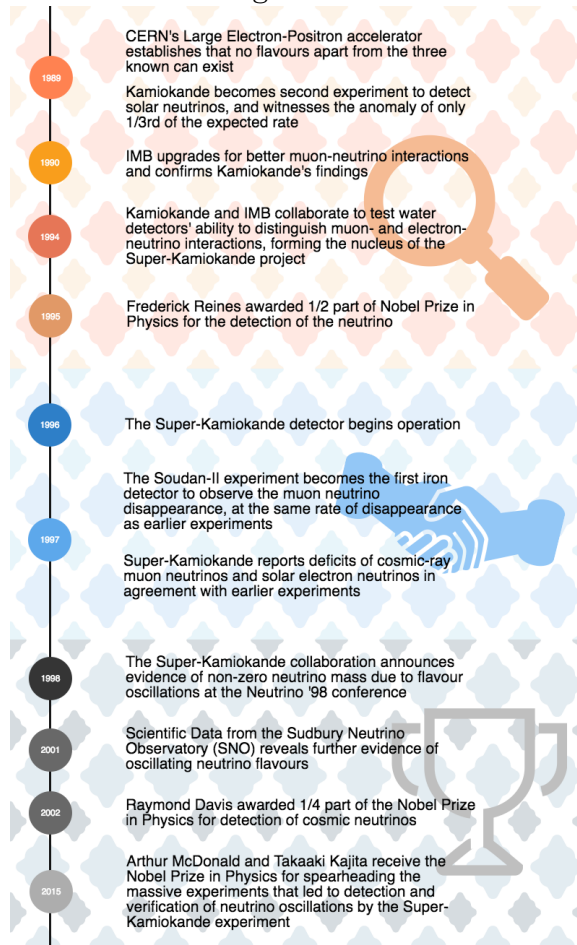 CERN's Large Electron-Positron accelerator
establishes that no flavours apart from the three
known can exist
1989
Kamiokande becomes second experiment to detect
solar neutrinos, and witnesses the anomaly of only
1/3rd of the expected rate
1990
IMB upgrades for better muon-neutrino interactions
and confirms Kamiokande's findings
1994
Kamiokande and IMB collaborate to test water
detectors' ability to distinguish muon- and electron-
neutrino interactions, forming the nucleus of the
Super-Kamiokande project
1995
Frederick Reines awarded 1/2 part of Nobel Prize in
Physics for the detection of the neutrino
1996
The Super-Kamiokande detector begins operation
The Soudan-II experiment becomes the first iron
detector to observe the muon neutrino
disappearance, at the same rate of disappearance
as earlier experiments
1997
Super-Kamiokande reports deficits of cosmic-ray
muon neutrinos and solar electron neutrinos in
agreement with earlier experiments
1998
The Super-Kamiokande collaboration announces
evidence of non-zero neutrino mass due to flavour
oscillations at the Neutrino '98 conference
2001
Scientific Data from the Sudbury Neutrino
Observatory (SNO) reveals further evidence of
oscillating neutrino flavours
2002
Raymond Davis awarded 1/4 part of the Nobel Prize
in Physics for detection of cosmic neutrinos
2015
Arthur McDonald and Takaaki Kajita receive the
Nobel Prize in Physics for spearheading the
massive experiments that led to detection and
verification of neutrino oscillations by the Super-
Kamiokande experiment